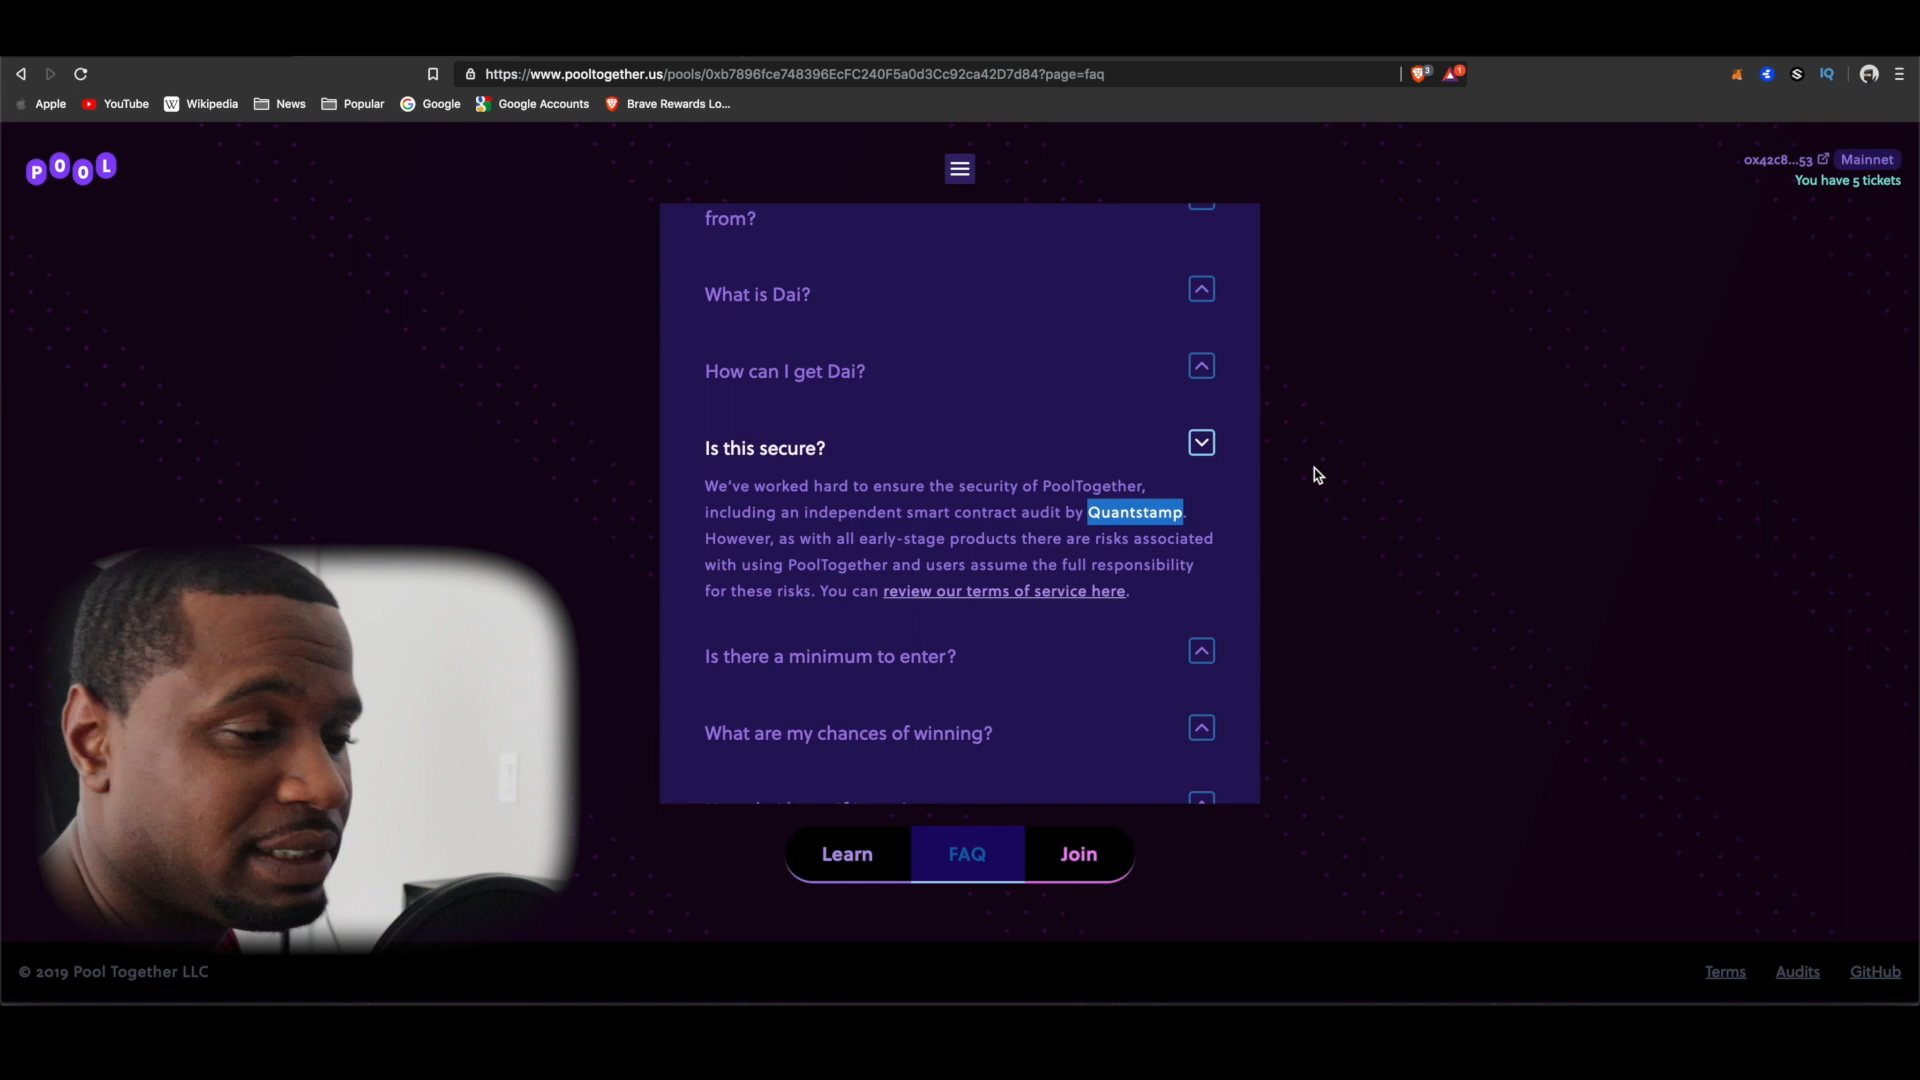 https://www.pooltogether.us/pools/0xb7896fce748396EcFC240F5a0d3Cc92ca42D7d84?page=faq
3
1
IQ
Apple
YouTube
W Wikipedia
News
Popular
Google
Google Accounts
Brave Rewards Lo...
POOL
0x42c8...53 Mainnet
You have 5 tickets
from?
What is Dai?
How can I get Dai?
Is this secure?
We've worked hard to ensure the security of PoolTogether,
including an independent smart contract audit by Quantstamp.
However, as with all early-stage products there are risks associated
with using PoolTogether and users assume the full responsibility
for these risks. You can review our terms of service here.
Is there a minimum to enter?
What are my chances of winning?
Learn
FAQ
Join
© 2019 Pool Together LLC
Terms
Audits
GitHub